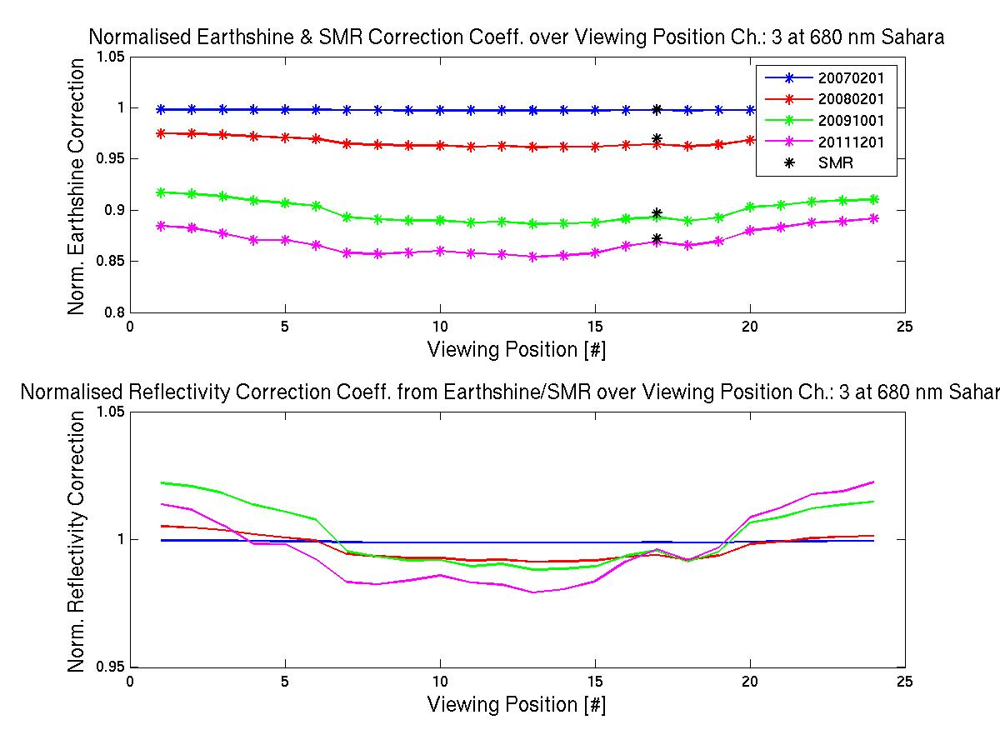 Normalised Earthshine & SMR Correction Coeff. over Viewing Position Ch.: 3 at 680 nm Sahara
Norm. Earthshine Correction
1.05
1
0.95
0.9
0.85
0.8
20070201
20080201
20091001
20111201
SMR
0 5 10 15 20 25
Viewing Position [#]
Normalised Reflectivity Correction Coeff. from Earthshine/SMR over Viewing Position Ch.: 3 at 680 nm Sahar
Norm. Reflectivity Correction
1.05
1
0.95
0 5 10 15 20 25
Viewing Position [#]